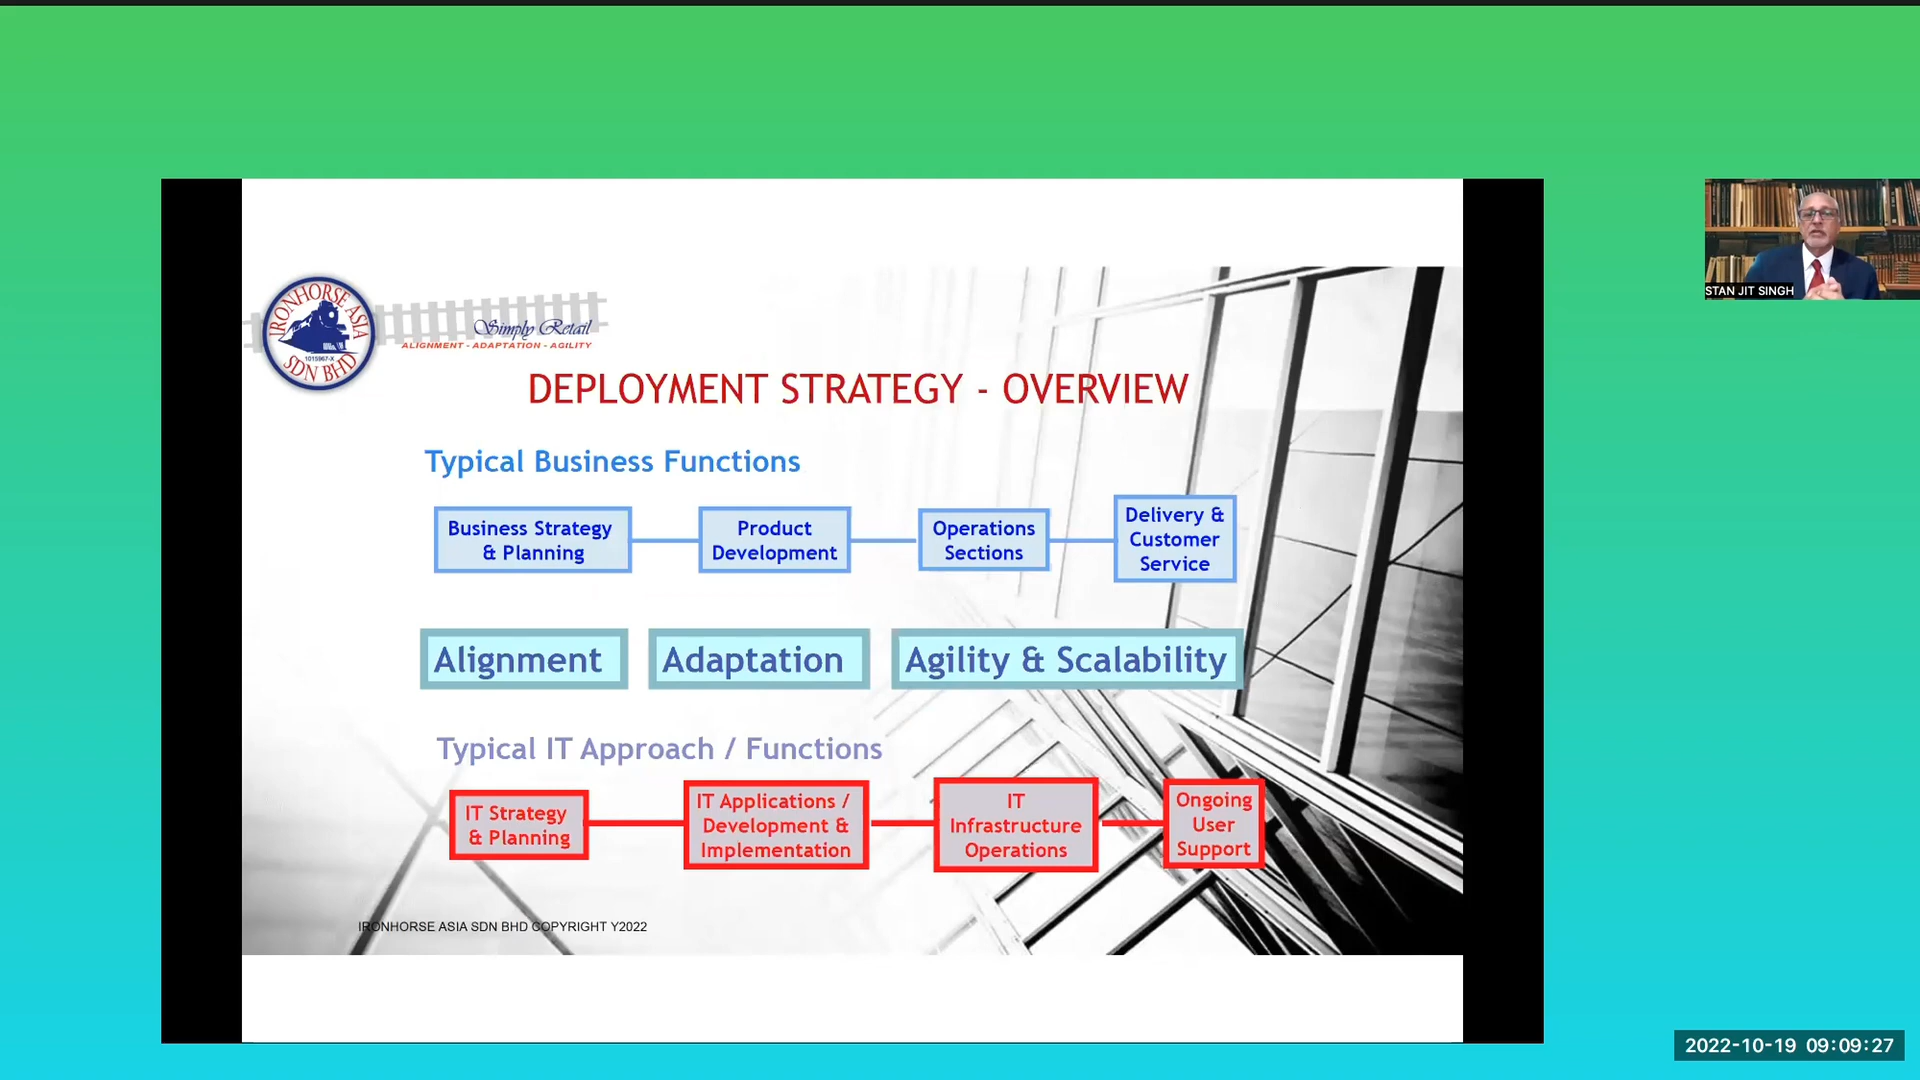 IRONHORSE ASIA
1015967-X
SDN BHD
Simply Retail
ALIGNMENT - ADAPTATION - AGILITY
DEPLOYMENT STRATEGY - OVERVIEW
Typical Business Functions
Business Strategy
& Planning
Product
Development
Operations
Sections
Delivery &
Customer
Service
Alignment
Adaptation
Agility & Scalability
Typical IT Approach / Functions
IT Strategy
& Planning
IT Applications /
Development &
Implementation
IT
Infrastructure
Operations
Ongoing
User
Support
IRONHORSE ASIA SDN BHD COPYRIGHT Y2022
STAN JIT SINGH
2022-10-19 09:09:27